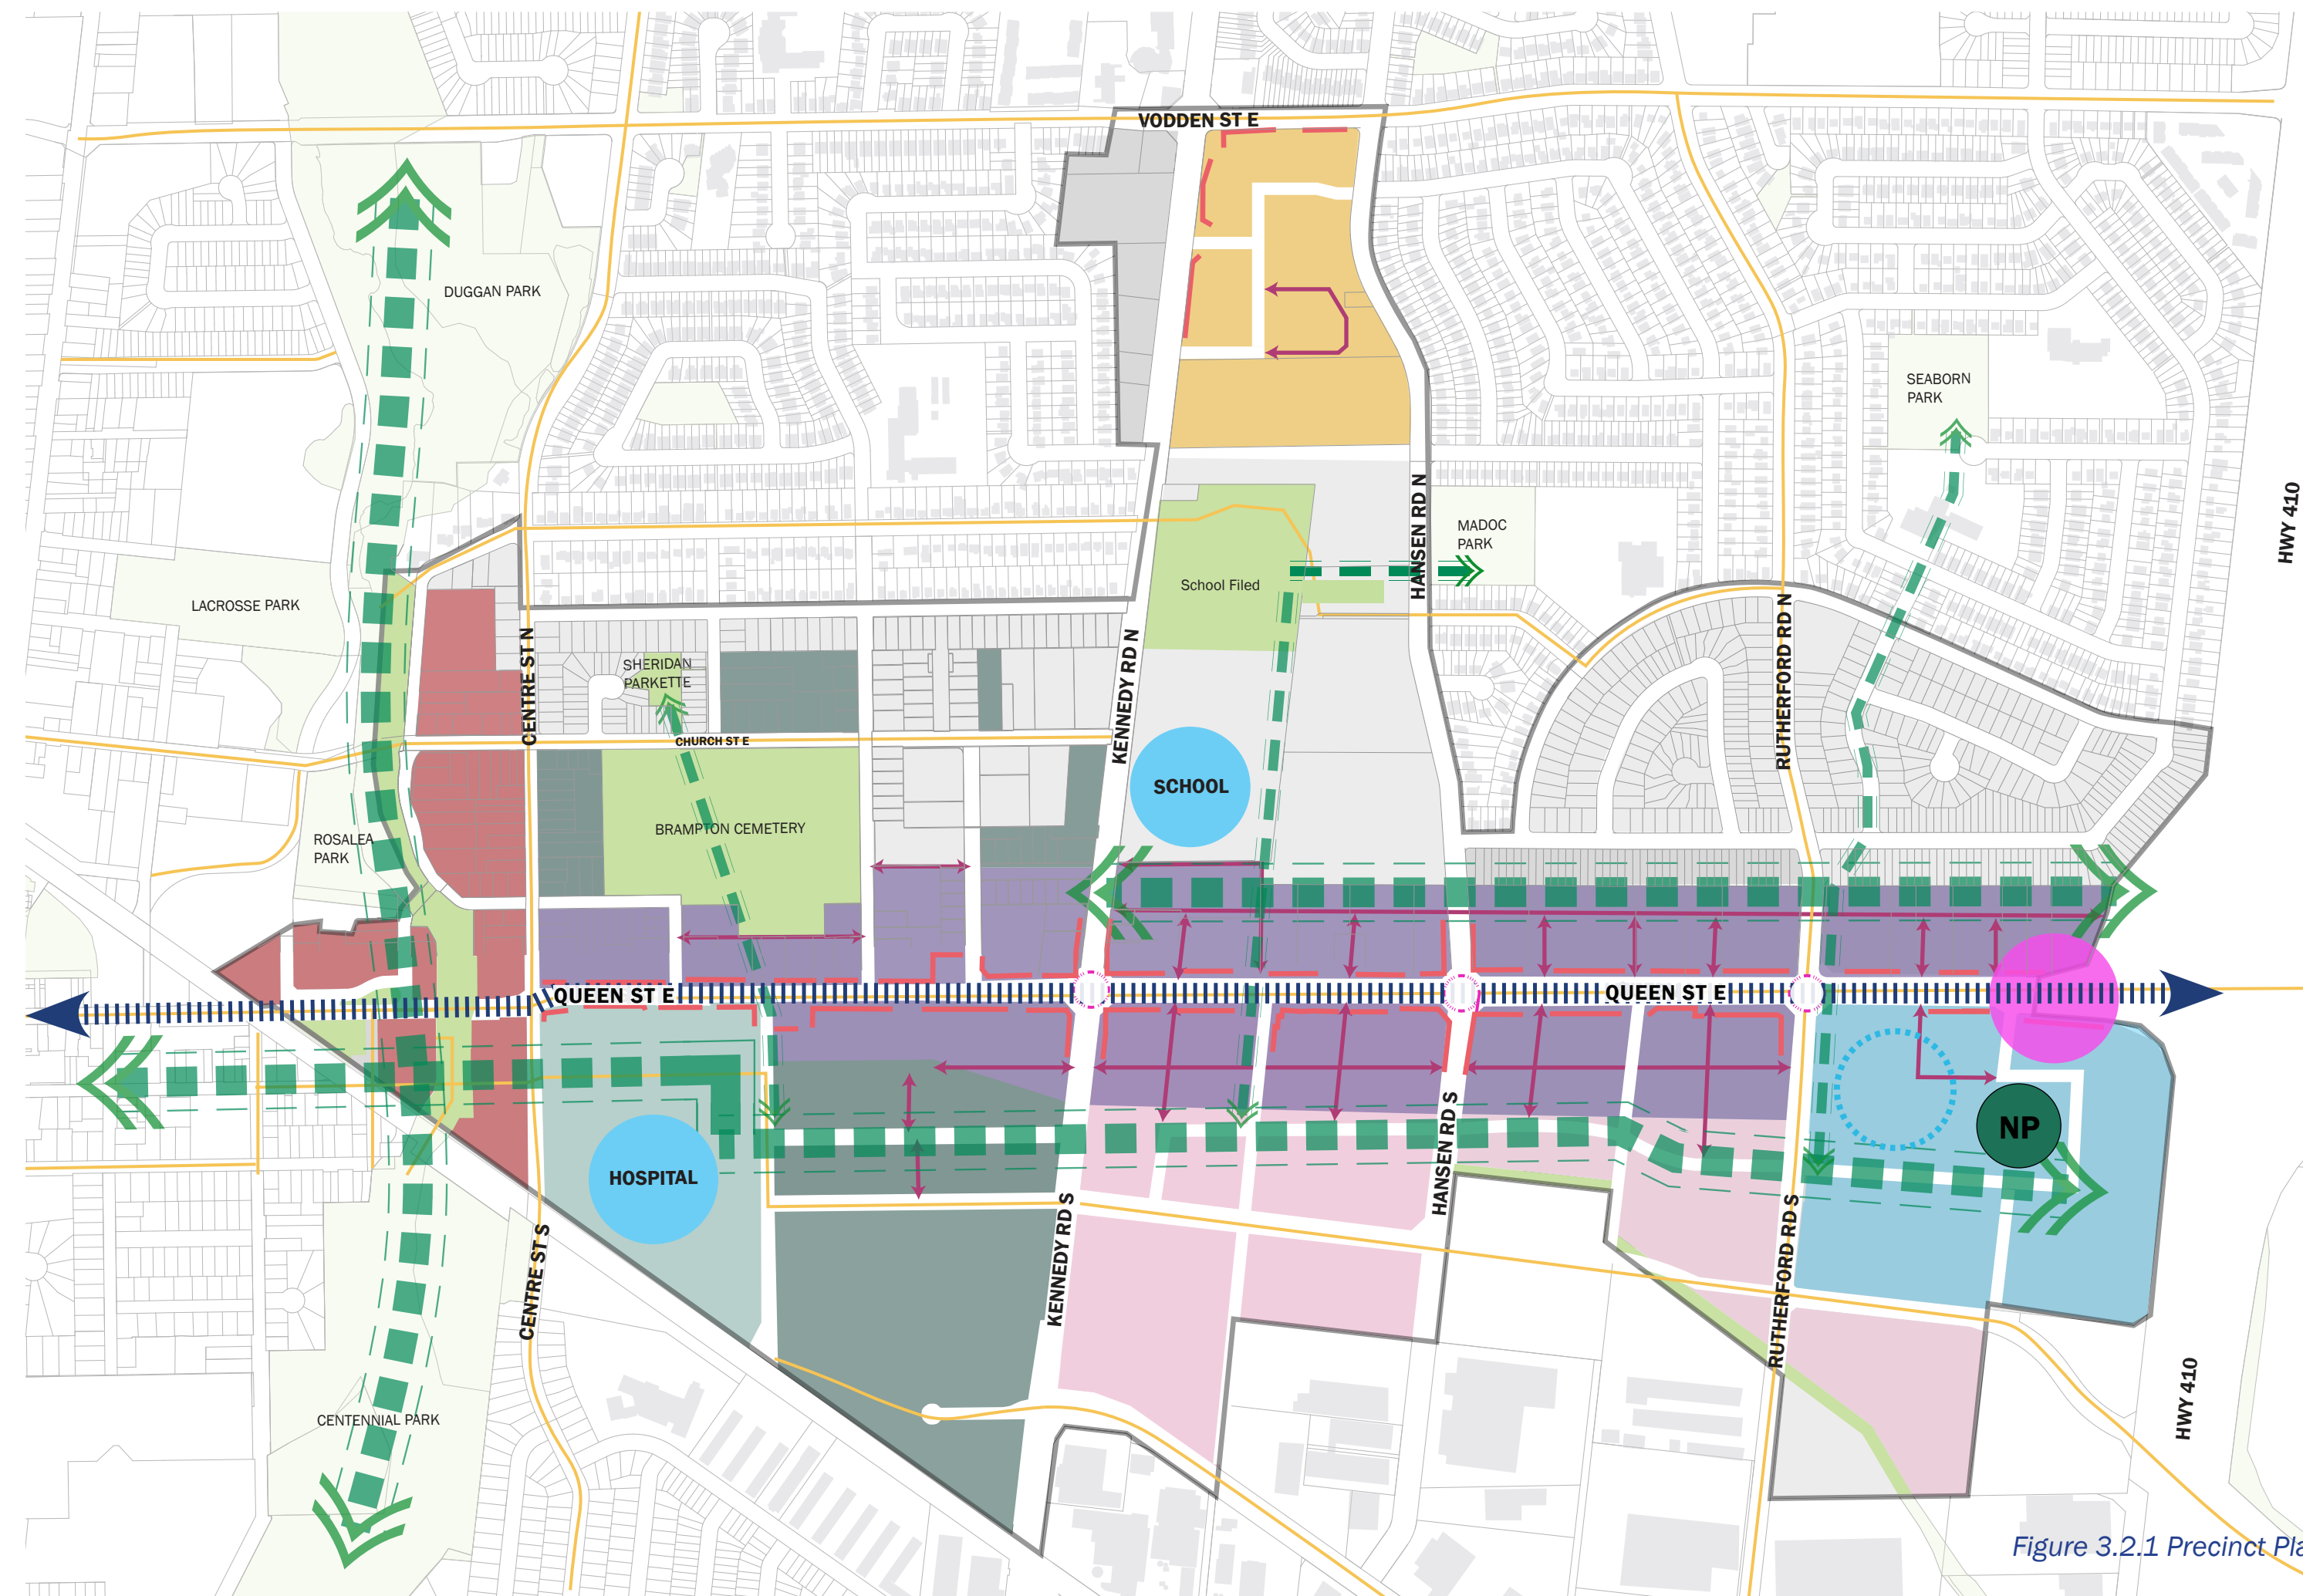 VODDEN ST E
DUGGAN PARK
SEABORN
PARK
HWY 410
HANSEN RD N
MADOC
PARK
School Filed
LACROSSE PARK
CENTRE ST N
SHERIDAN
PARKETTE
KENNEDY RD N
RUTHERFORD RD N
CHURCH ST E
SCHOOL
ROSALEA
PARK
BRAMPTON CEMETERY
QUEEN ST E
QUEEN ST E
NP
HOSPITAL
HANSEN RD S
KENNEDY RD S
RUTHERFORD RD S
CENTRE ST S
HWY 410
CENTENNIAL PARK
Figure 3.2.1 Precinct Pla